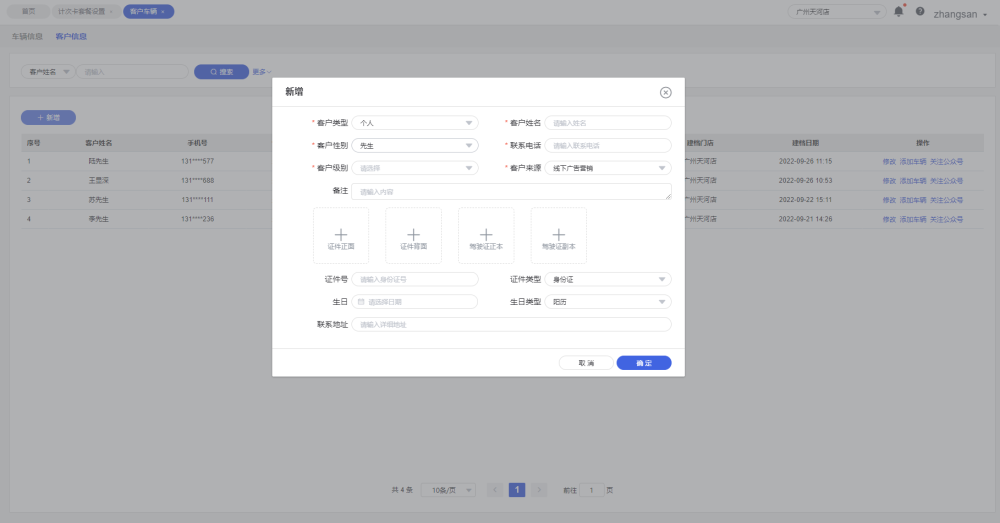 首页 计次卡套餐设置 × 客户车辆 × 广州天河店 zhangsan
车辆信息 客户信息
客户姓名 请输入 搜索 更多
新增
+ 新增
* 客户类型 个人 * 客户姓名 请输入姓名
序号 客户姓名 手机号 建档门店 建档日期 操作
* 客户性别 先生 * 联系电话 请输入联系电话
1 陆先生 131****577 广州天河店 2022-09-26 11:15 修改 添加车辆 关注公众号
* 客户级别 请选择 * 客户来源 线下广告营销
2 131****688 2022-09-26 10:53 修改 添加车辆 关注公众号
备注 请输入内容
3 苏先生 131****111 广州天河店 2022-09-22 15:11 修改 添加车辆 关注公众号
4 李先生 131****236 广州天河店 2022-09-21 14:26 修改 添加车辆 关注公众号
证件正面 证件背面 驾驶证正本 驾驶证副本
证件号 请输入身份证号 证件类型 身份证
生日 请选择日期 生日类型 阳历
联系地址 请输入详细地址
取 消 确 定
共 4 条 10条/页 < 1 > 前往 1 页